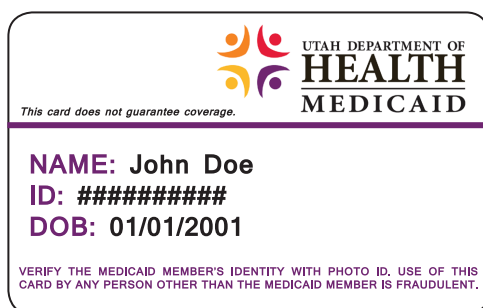 UTAH DEPARTMENT OF
HEALTH
MEDICAID
This card does not guarantee coverage.
NAME: John Doe
ID: ##########
DOB: 01/01/2001
VERIFY THE MEDICAID MEMBER'S IDENTITY WITH PHOTO ID. USE OF THIS
CARD BY ANY PERSON OTHER THAN THE MEDICAID MEMBER IS FRAUDULENT.